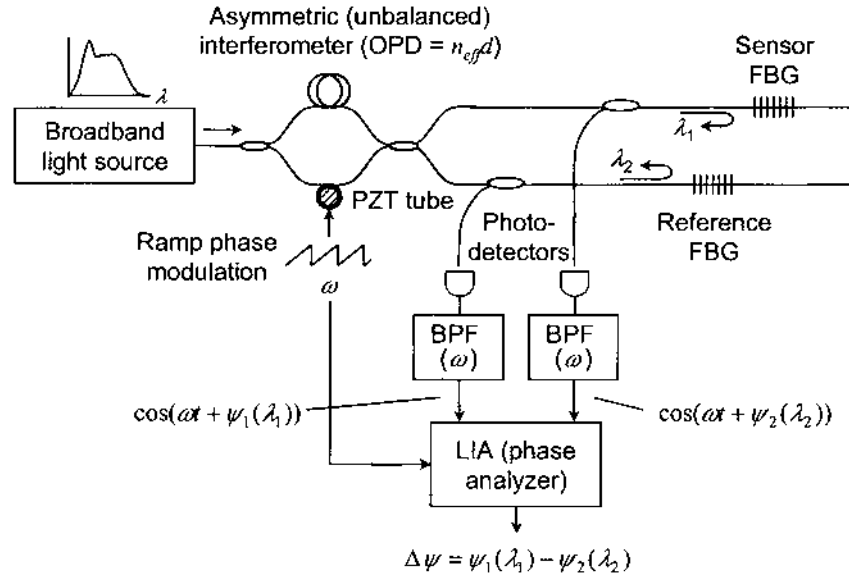 Asymmetric (unbalanced)
interferometer (OPD = n_eff d)
Sensor
FBG
λ
Broadband
light source
λ₁
λ₂
PZT tube
Photo-
detectors
Reference
FBG
Ramp phase
modulation
ω
BPF
(ω)
BPF
(ω)
cos(ωt + ψ₁(λ₁))
cos(ωt + ψ₂(λ₂))
LIA (phase
analyzer)
Δψ = ψ₁(λ₁) − ψ₂(λ₂)